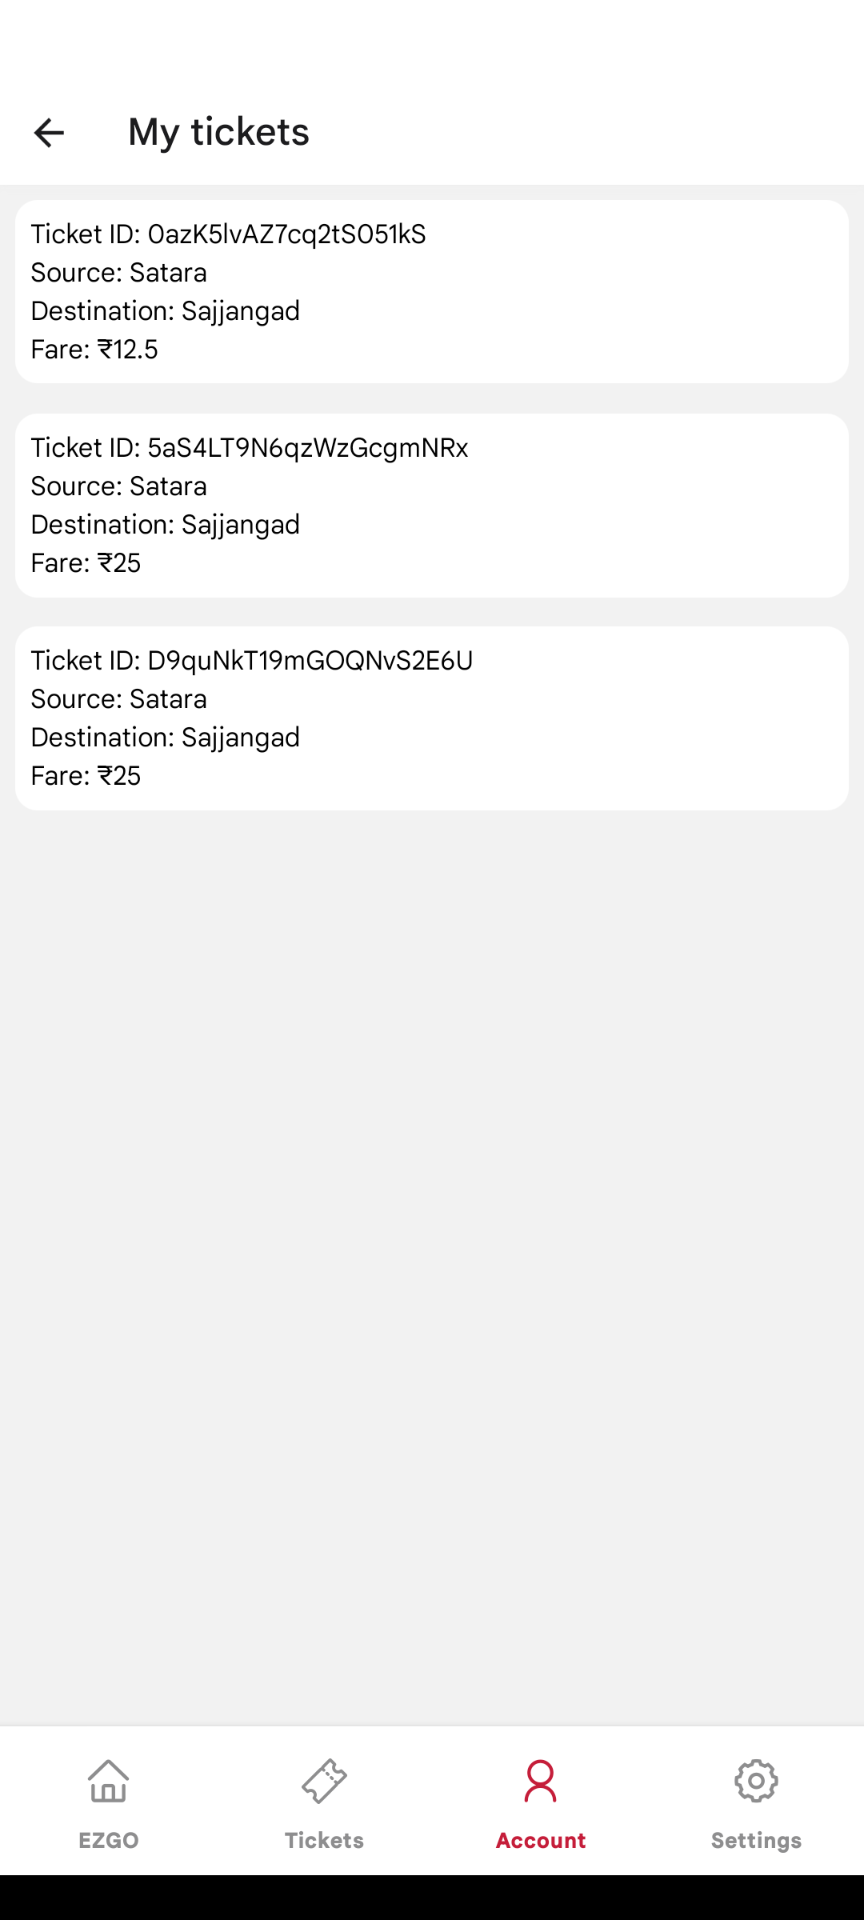 My tickets
Ticket ID: 0azK5lvAZ7cq2tS051kS
Source: Satara
Destination: Sajjangad
Fare: ₹12.5
Ticket ID: 5aS4LT9N6qzWzGcgmNRx
Source: Satara
Destination: Sajjangad
Fare: ₹25
Ticket ID: D9quNkT19mGOQNvS2E6U
Source: Satara
Destination: Sajjangad
Fare: ₹25
EZGO
Tickets
Account
Settings